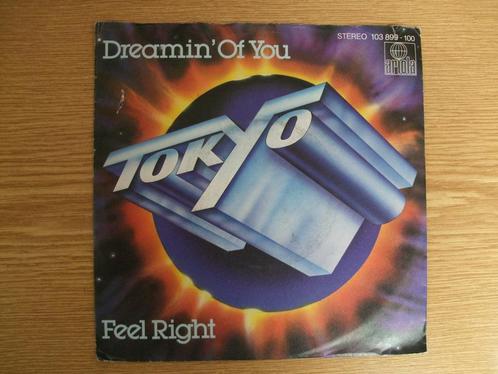 Dreamin' Of You
STEREO 103 899-100
ariola
TOKYO
Feel Right